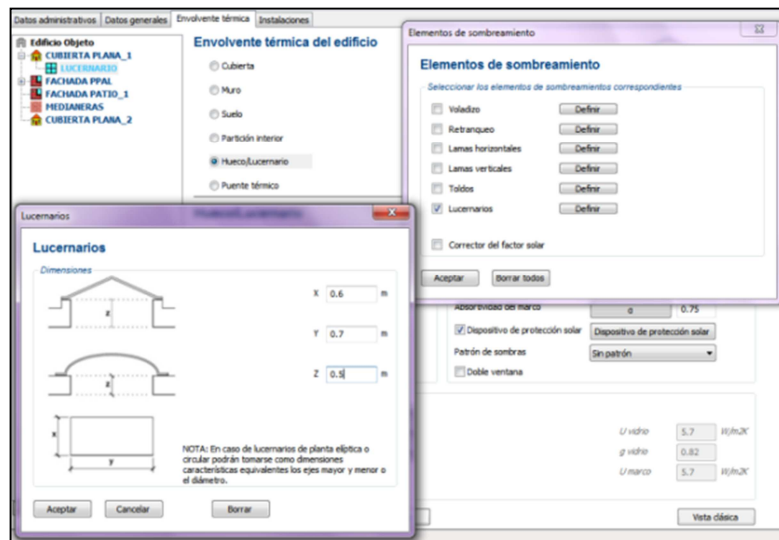 Datos administrativos Datos generales Envolvente térmica Instalaciones
Edificio Objeto
CUBIERTA PLANA_1
LUCERNARIO
FACHADA PPAL
FACHADA PATIO_1
MEDIANERAS
CUBIERTA PLANA_2
Envolvente térmica del edificio
Cubierta
Muro
Suelo
Partición interior
Hueco/Lucernario
Puente térmico
Hueco/Lucernario
Elementos de sombreamiento
Elementos de sombreamiento
Seleccionar los elementos de sombreamientos correspondientes
Voladizo Definir
Retranqueo Definir
Lamas horizontales Definir
Lamas verticales Definir
Toldos Definir
Lucernarios Definir
Corrector del factor solar
Aceptar Borrar todos
Absortividad del marco α 0.75
Dispositivo de protección solar Dispositivo de protección solar
Patrón de sombras Sin patrón
Doble ventana
U vidrio 5.7 W/m2K
g vidrio 0.82
U marco 5.7 W/m2K
Vista clásica
Lucernarios
Lucernarios
Dimensiones
X 0.6 m
Y 0.7 m
Z 0.5 m
z
z
x
y
NOTA: En caso de lucernarios de planta elíptica o
circular podrán tomarse como dimensiones
características equivalentes los ejes mayor y menor o
el diámetro.
Aceptar Cancelar Borrar